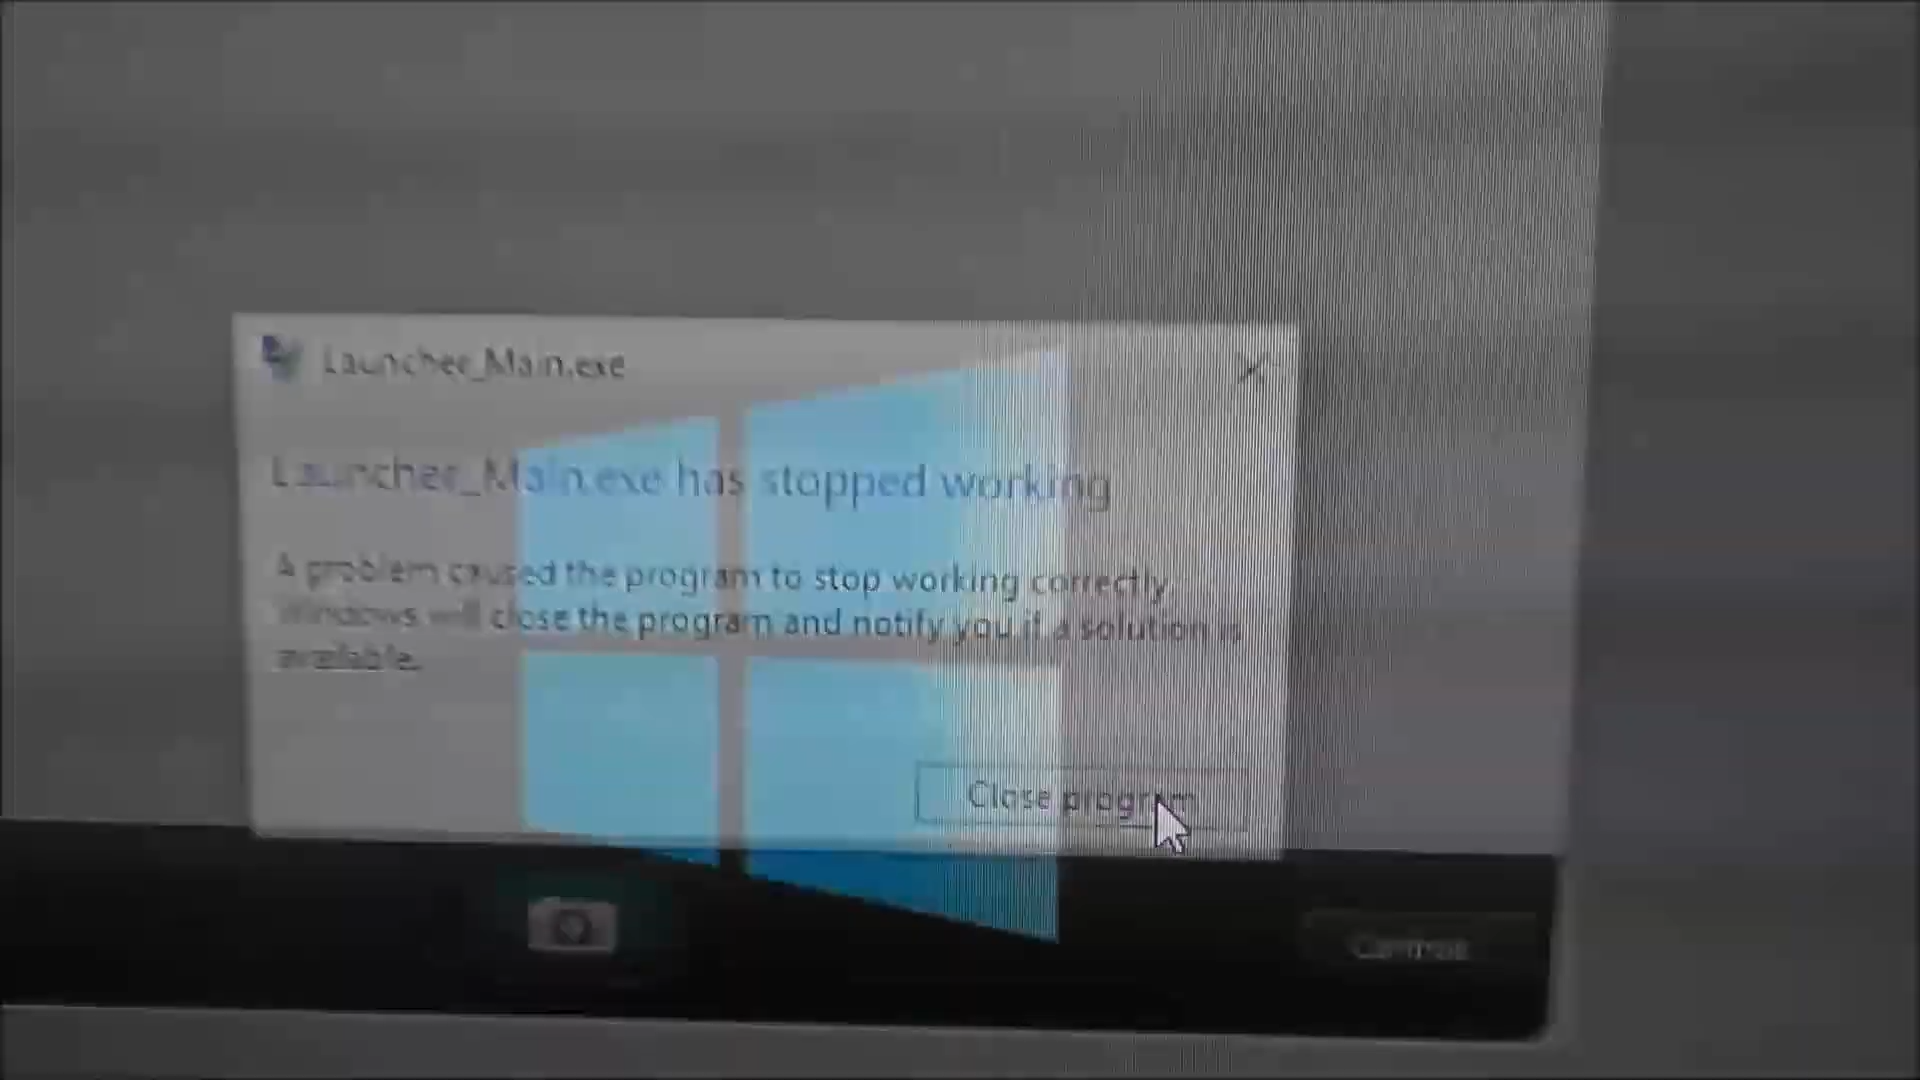 Launcher_Main.exe
Launcher_Main.exe has stopped working
A problem caused the program to stop working correctly.
Windows will close the program and notify you if a solution is
available.
Close program
Continue